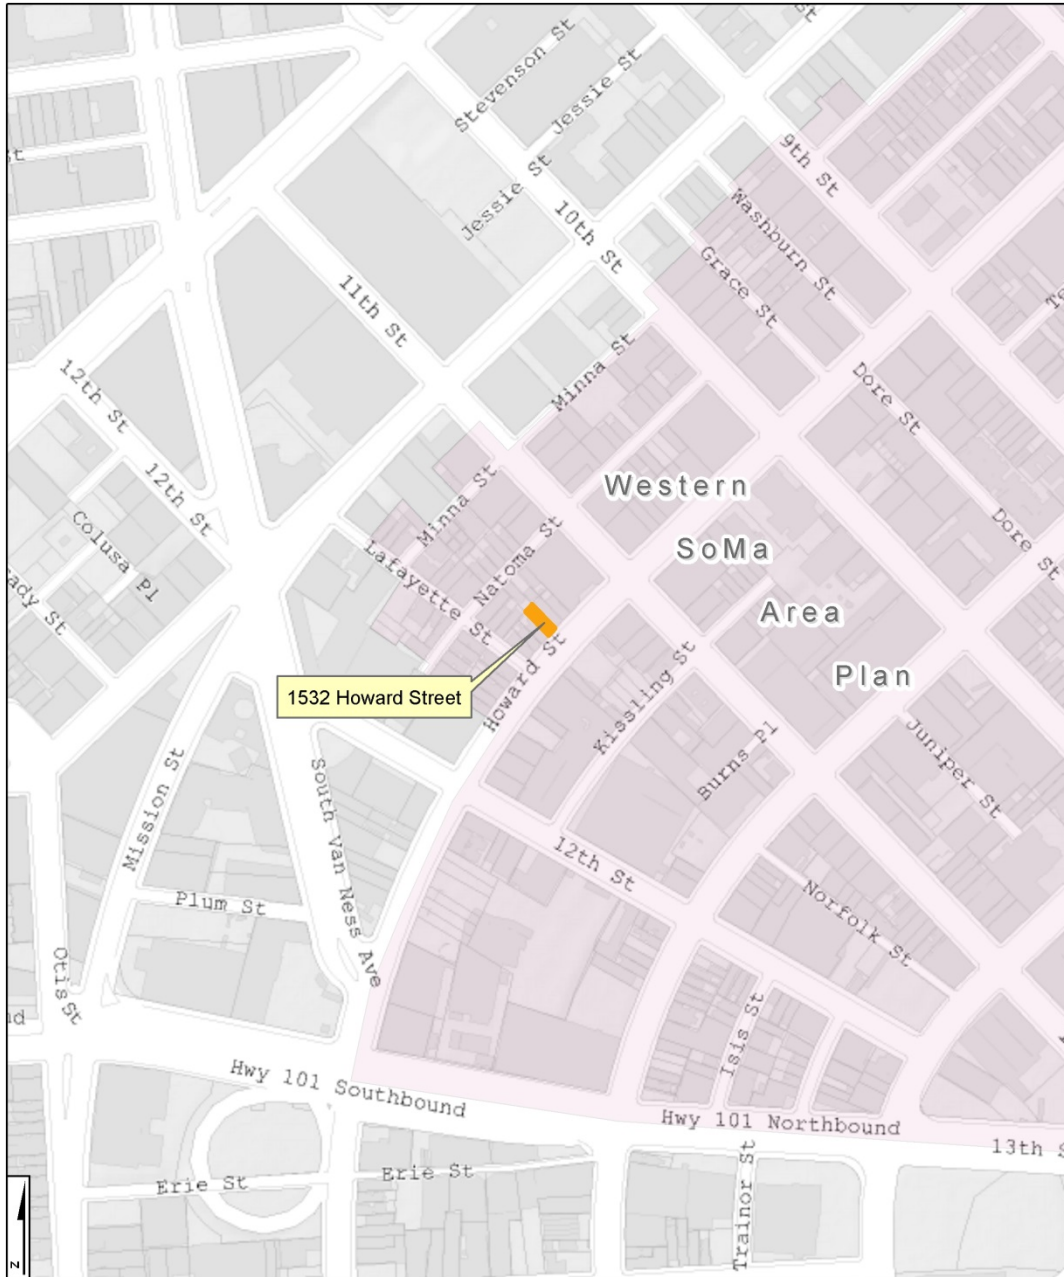 St
Stevenson St
Jessie St
St
9th St
Jessie St
Washburn St
10th St
Grace St
11th St
Minna St
12th St
Dore St
12th St
Western
Minna St
Colusa Pl
Natoma St
Dore St
SoMa
Lafayette St
ady St
Area
1532 Howard Street
Howard St
Kissling St
Plan
Mission St
South Van Ness Ave
Burns Pl
Juniper St
12th St
Plum St
Norfolk St
Otis St
Isis St
Hwy 101 Southbound
Hwy 101 Northbound
13th S
Erie St
Erie St
Trainor St
N